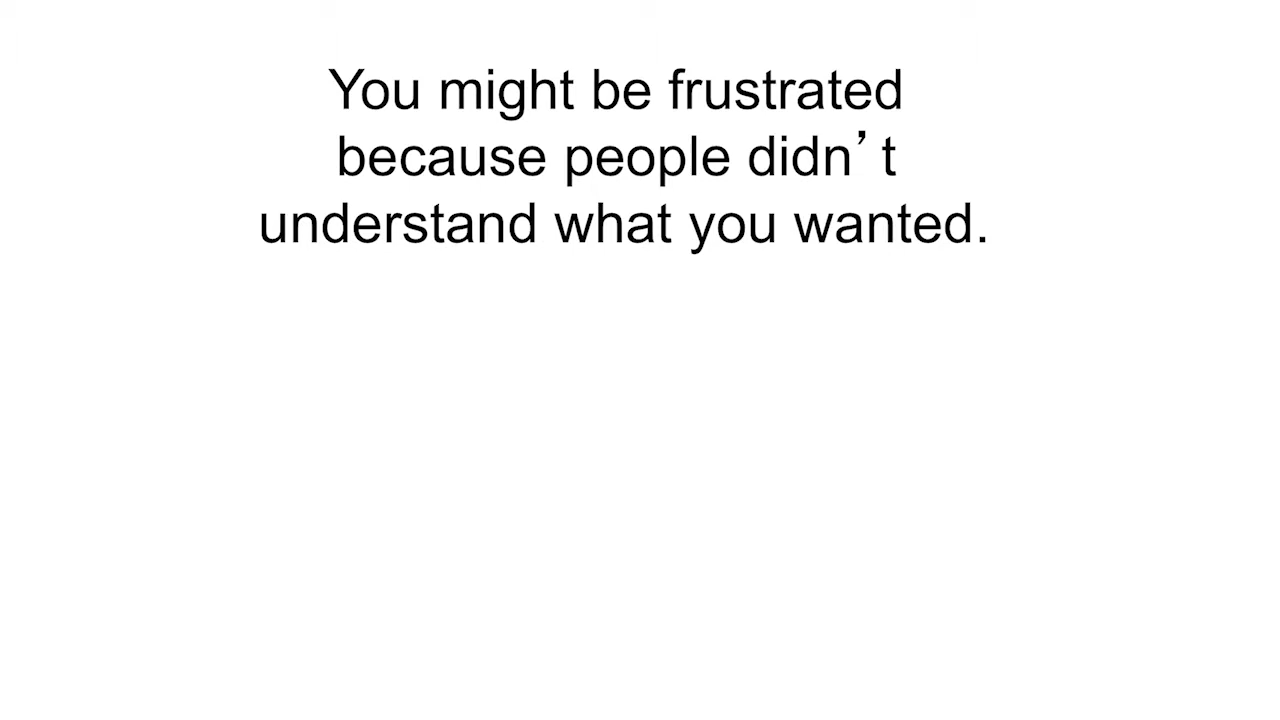 You might be frustrated
because people didn’t
understand what you wanted.